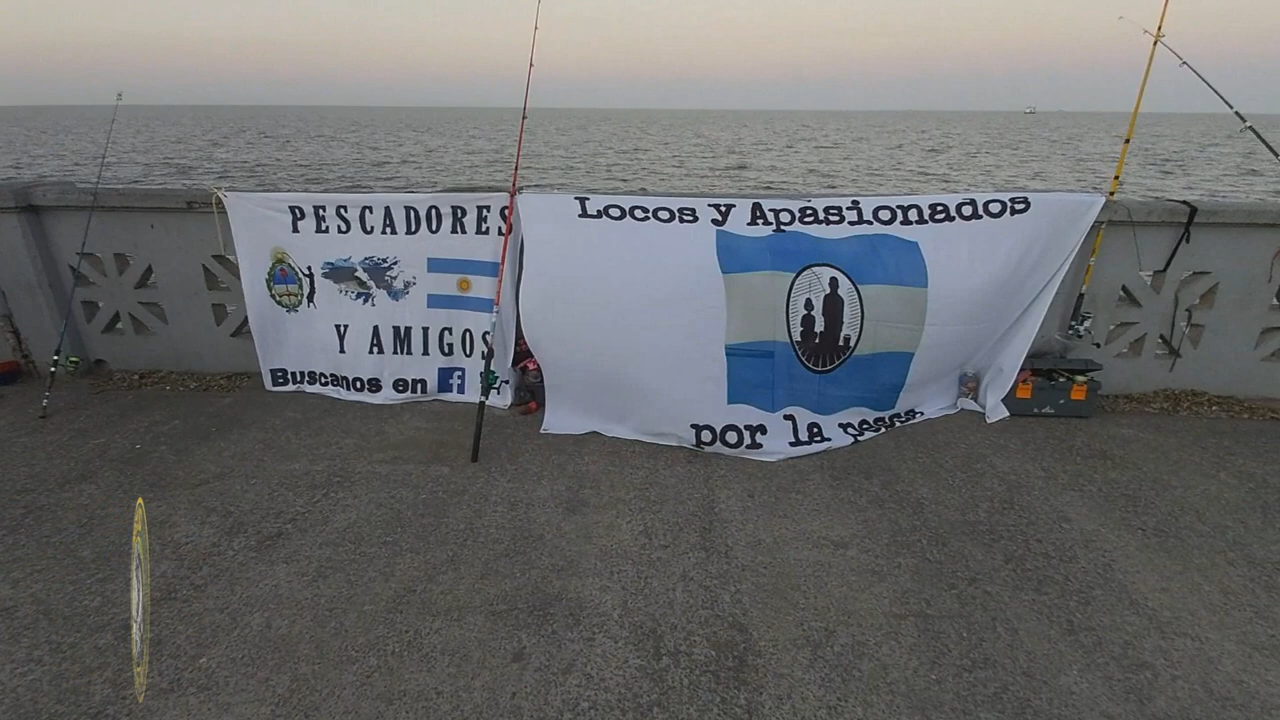 PESCADORES
Y AMIGOS
Buscanos en f
Locos y Apasionados
por la pesca